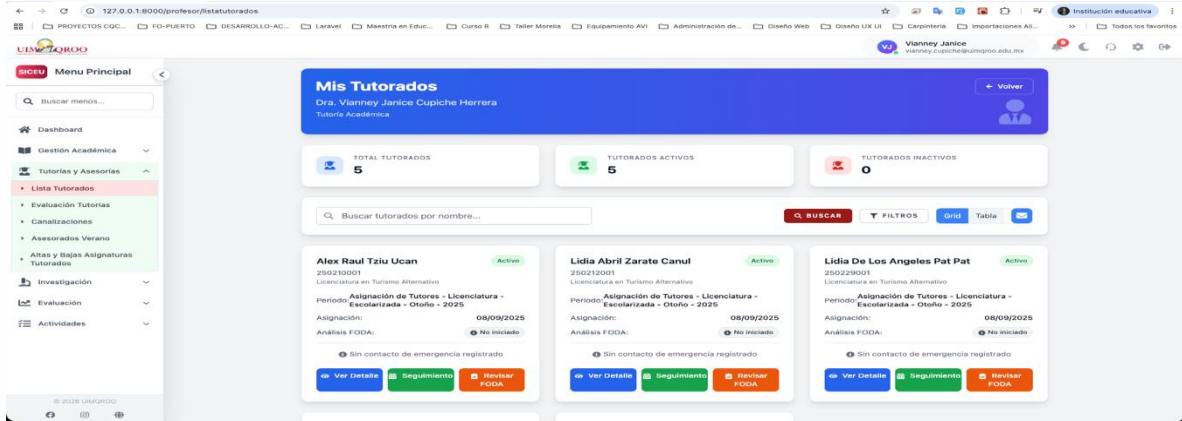 127.0.0.1:8000/profesor/listatutorados
Institución educativa
PROYECTOS CQC...
FO-PUERTO
DESARROLLO-AC...
Laravel
Maestria en Educ...
Curso R
Taller Morelia
Equipamiento AVI
Administración de...
Diseño Web
Diseño UX UI
Carpinteria
Importaciones Ali...
Todos los favoritos
UIMQROO
Vianney Janice
VJ
vianney.cupiche@uimqroo.edu.mx
SICEU Menu Principal
Buscar menús...
Dashboard
Gestión Académica
Tutorías y Asesorías
Lista Tutorados
Evaluación Tutorías
Canalizaciones
Asesorados Verano
Altas y Bajas Asignaturas
Tutorados
Investigación
Evaluación
Actividades
© 2026 UIMQROO
Mis Tutorados
Dra. Vianney Janice Cupiche Herrera
Tutoría Académica
← Volver
TOTAL TUTORADOS
5
TUTORADOS ACTIVOS
5
TUTORADOS INACTIVOS
0
Buscar tutorados por nombre...
BUSCAR
FILTROS
Grid
Tabla
Alex Raul Tziu Ucan
Activo
250210001
Licenciatura en Turismo Alternativo
Periodo: Asignación de Tutores - Licenciatura -
Escolarizada - Otoño - 2025
Asignación: 08/09/2025
Análisis FODA: No iniciado
Sin contacto de emergencia registrado
Ver Detalle
Seguimiento
Revisar
FODA
Lidia Abril Zarate Canul
Activo
250212001
Licenciatura en Turismo Alternativo
Periodo: Asignación de Tutores - Licenciatura -
Escolarizada - Otoño - 2025
Asignación: 08/09/2025
Análisis FODA: No iniciado
Sin contacto de emergencia registrado
Ver Detalle
Seguimiento
Revisar
FODA
Lidia De Los Angeles Pat Pat
Activo
250229001
Licenciatura en Turismo Alternativo
Periodo: Asignación de Tutores - Licenciatura -
Escolarizada - Otoño - 2025
Asignación: 08/09/2025
Análisis FODA: No iniciado
Sin contacto de emergencia registrado
Ver Detalle
Seguimiento
Revisar
FODA